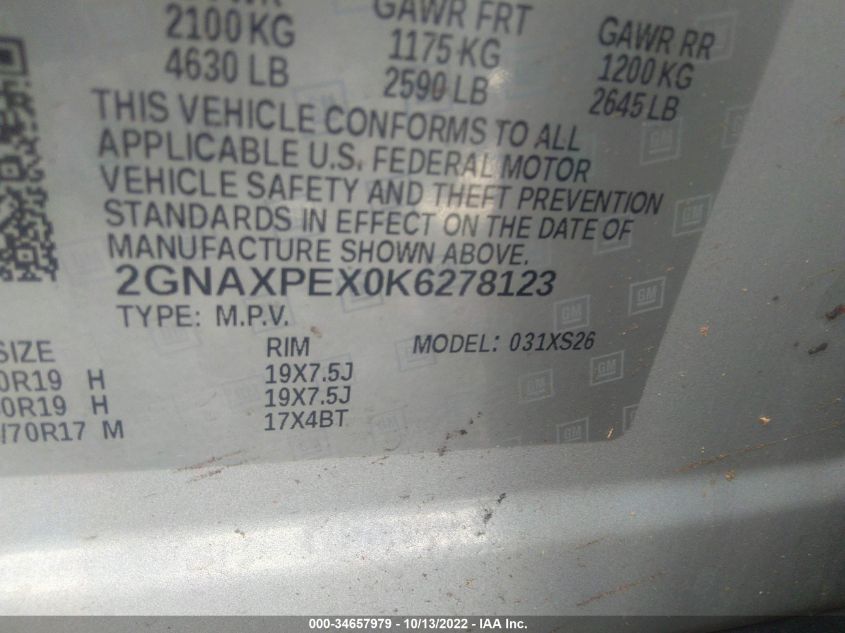 2100 KG
4630 LB
GAWR FRT
1175 KG
2590 LB
GAWR RR
1200 KG
2645 LB
THIS VEHICLE CONFORMS TO ALL
APPLICABLE U.S. FEDERAL MOTOR
VEHICLE SAFETY AND THEFT PREVENTION
STANDARDS IN EFFECT ON THE DATE OF
MANUFACTURE SHOWN ABOVE.
2GNAXPEX0K6278123
TYPE: M.P.V.
MODEL: 031XS26
SIZE RIM
0R19 H 19X7.5J
0R19 H 19X7.5J
/70R17 M 17X4BT
GM
000-34657979 - 10/13/2022 - IAA Inc.